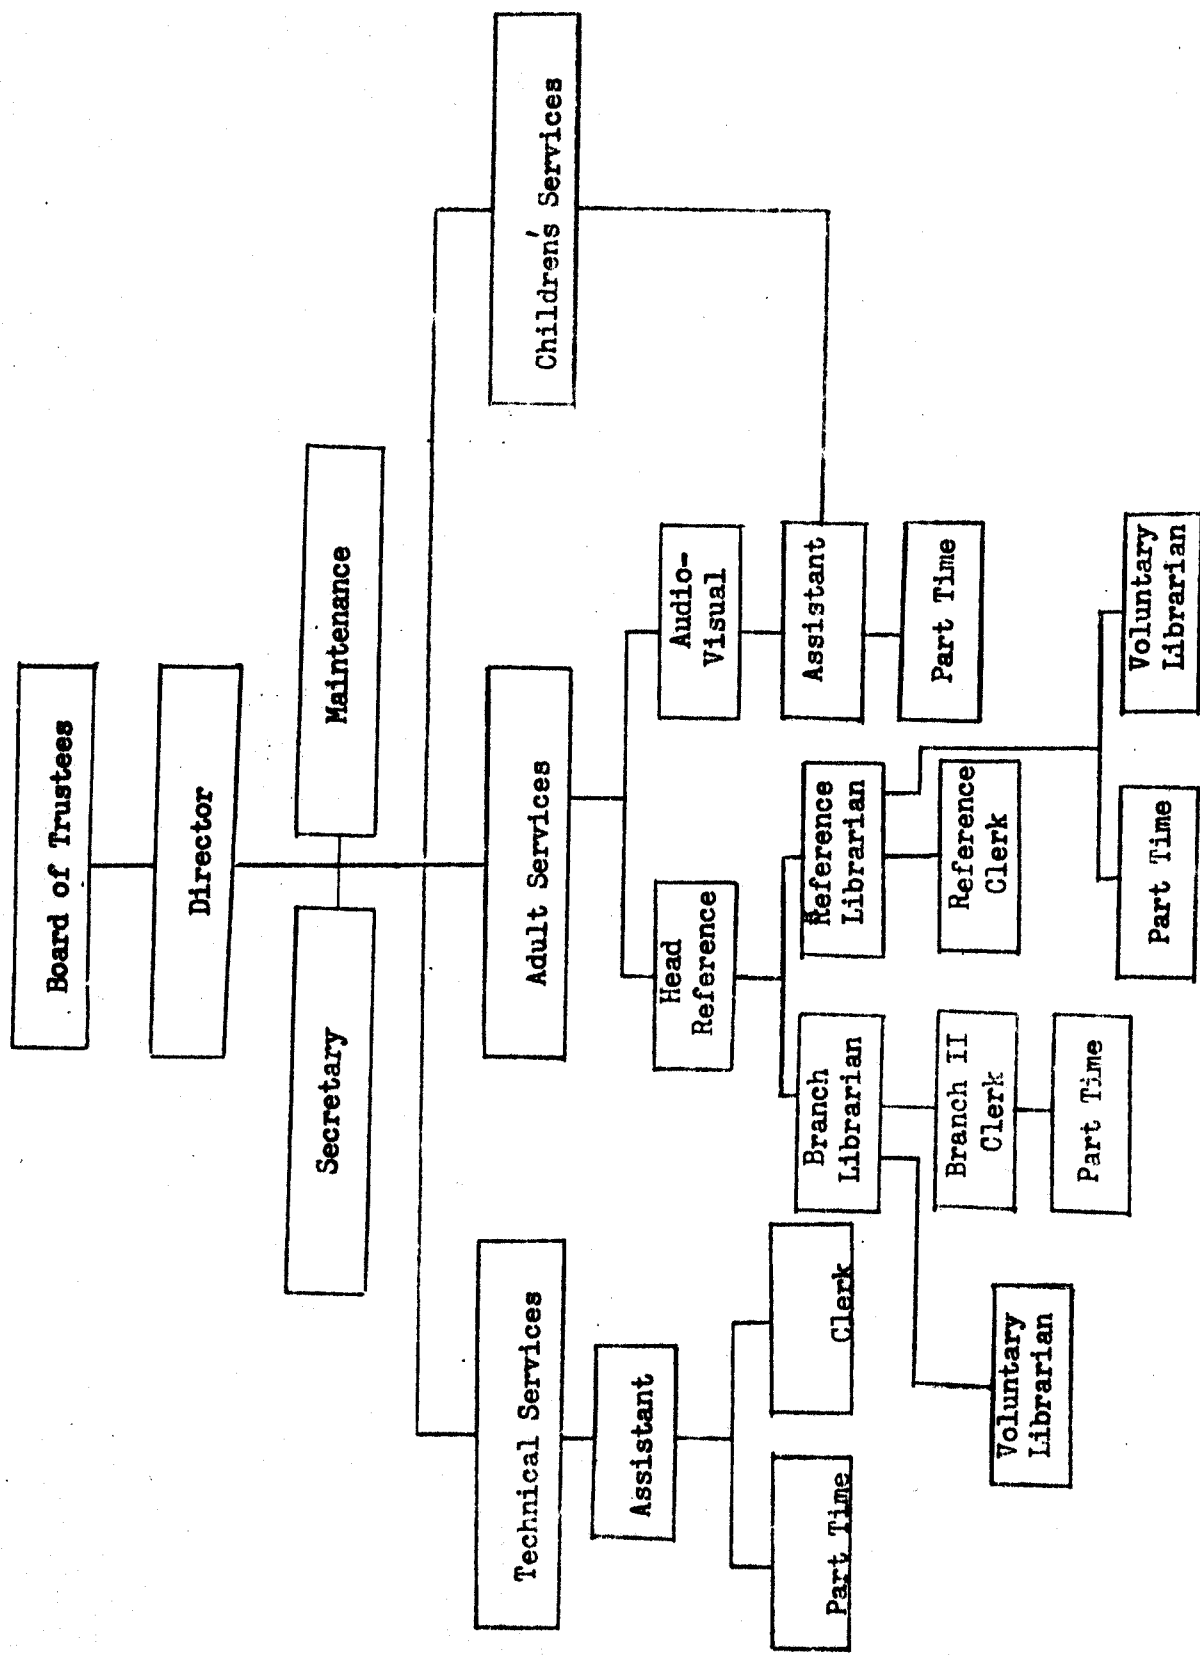 Board of Trustees
Director
Secretary
Maintenance
Technical Services
Adult Services
Children's Services
Assistant
Head
Reference
Audio-
Visual
Part Time
Clerk
Branch
Librarian
Reference
Librarian
Assistant
Branch II
Clerk
Reference
Clerk
Part Time
Voluntary
Librarian
Part Time
Part Time
Voluntary
Librarian